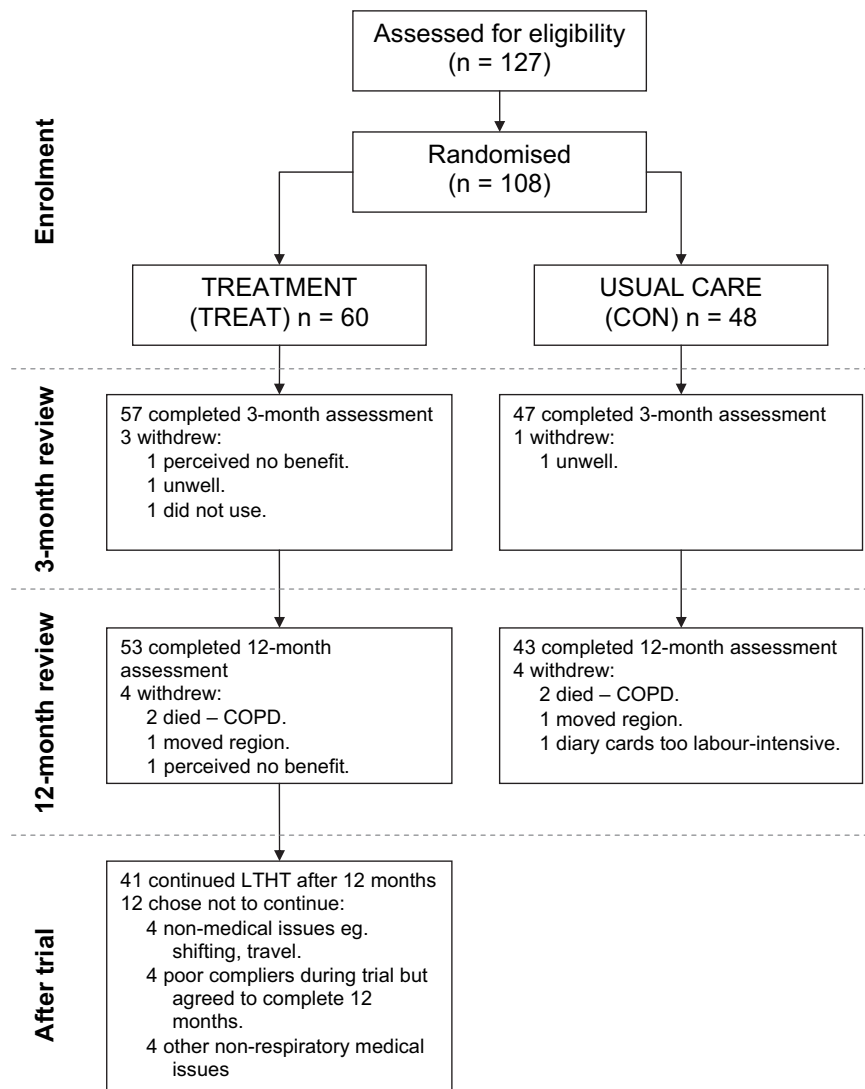 Assessed for eligibility
(n = 127)
Enrolment
Randomised
(n = 108)
TREATMENT
(TREAT) n = 60
USUAL CARE
(CON) n = 48
3-month review
57 completed 3-month assessment
3 withdrew:
1 perceived no benefit.
1 unwell.
1 did not use.
47 completed 3-month assessment
1 withdrew:
1 unwell.
12-month review
53 completed 12-month
assessment
4 withdrew:
2 died – COPD.
1 moved region.
1 perceived no benefit.
43 completed 12-month assessment
4 withdrew:
2 died – COPD.
1 moved region.
1 diary cards too labour-intensive.
After trial
41 continued LTHT after 12 months
12 chose not to continue:
4 non-medical issues eg.
shifting, travel.
4 poor compliers during trial but
agreed to complete 12
months.
4 other non-respiratory medical
issues